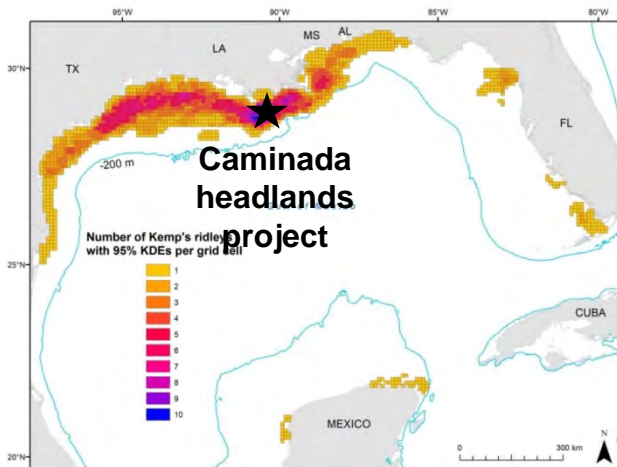 95°W 90°W 85°W 80°W
MS AL
LA
TX
30°N
FL
-200 m
Caminada
headlands
project
Number of Kemp's ridleys
with 95% KDEs per grid cell
1
2
3
4
5
6
7
8
9
10
25°N
CUBA
MEXICO
N
0 300 km
20°N